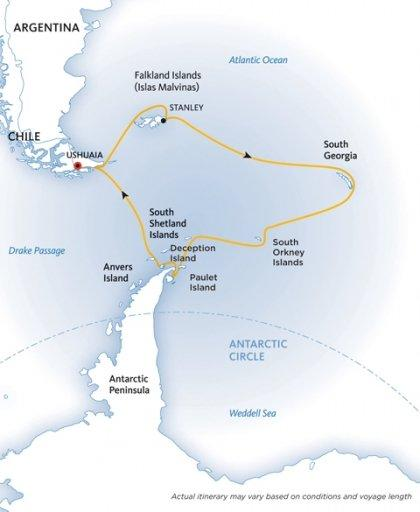 ARGENTINA
Atlantic Ocean
Falkland Islands
(Islas Malvinas)
STANLEY
CHILE
USHUAIA
South
Georgia
South
Shetland
Islands
Drake Passage
Deception
Island
South
Orkney
Islands
Anvers
Island
Paulet
Island
ANTARCTIC
CIRCLE
Antarctic
Peninsula
Weddell Sea
Actual itinerary may vary based on conditions and voyage length